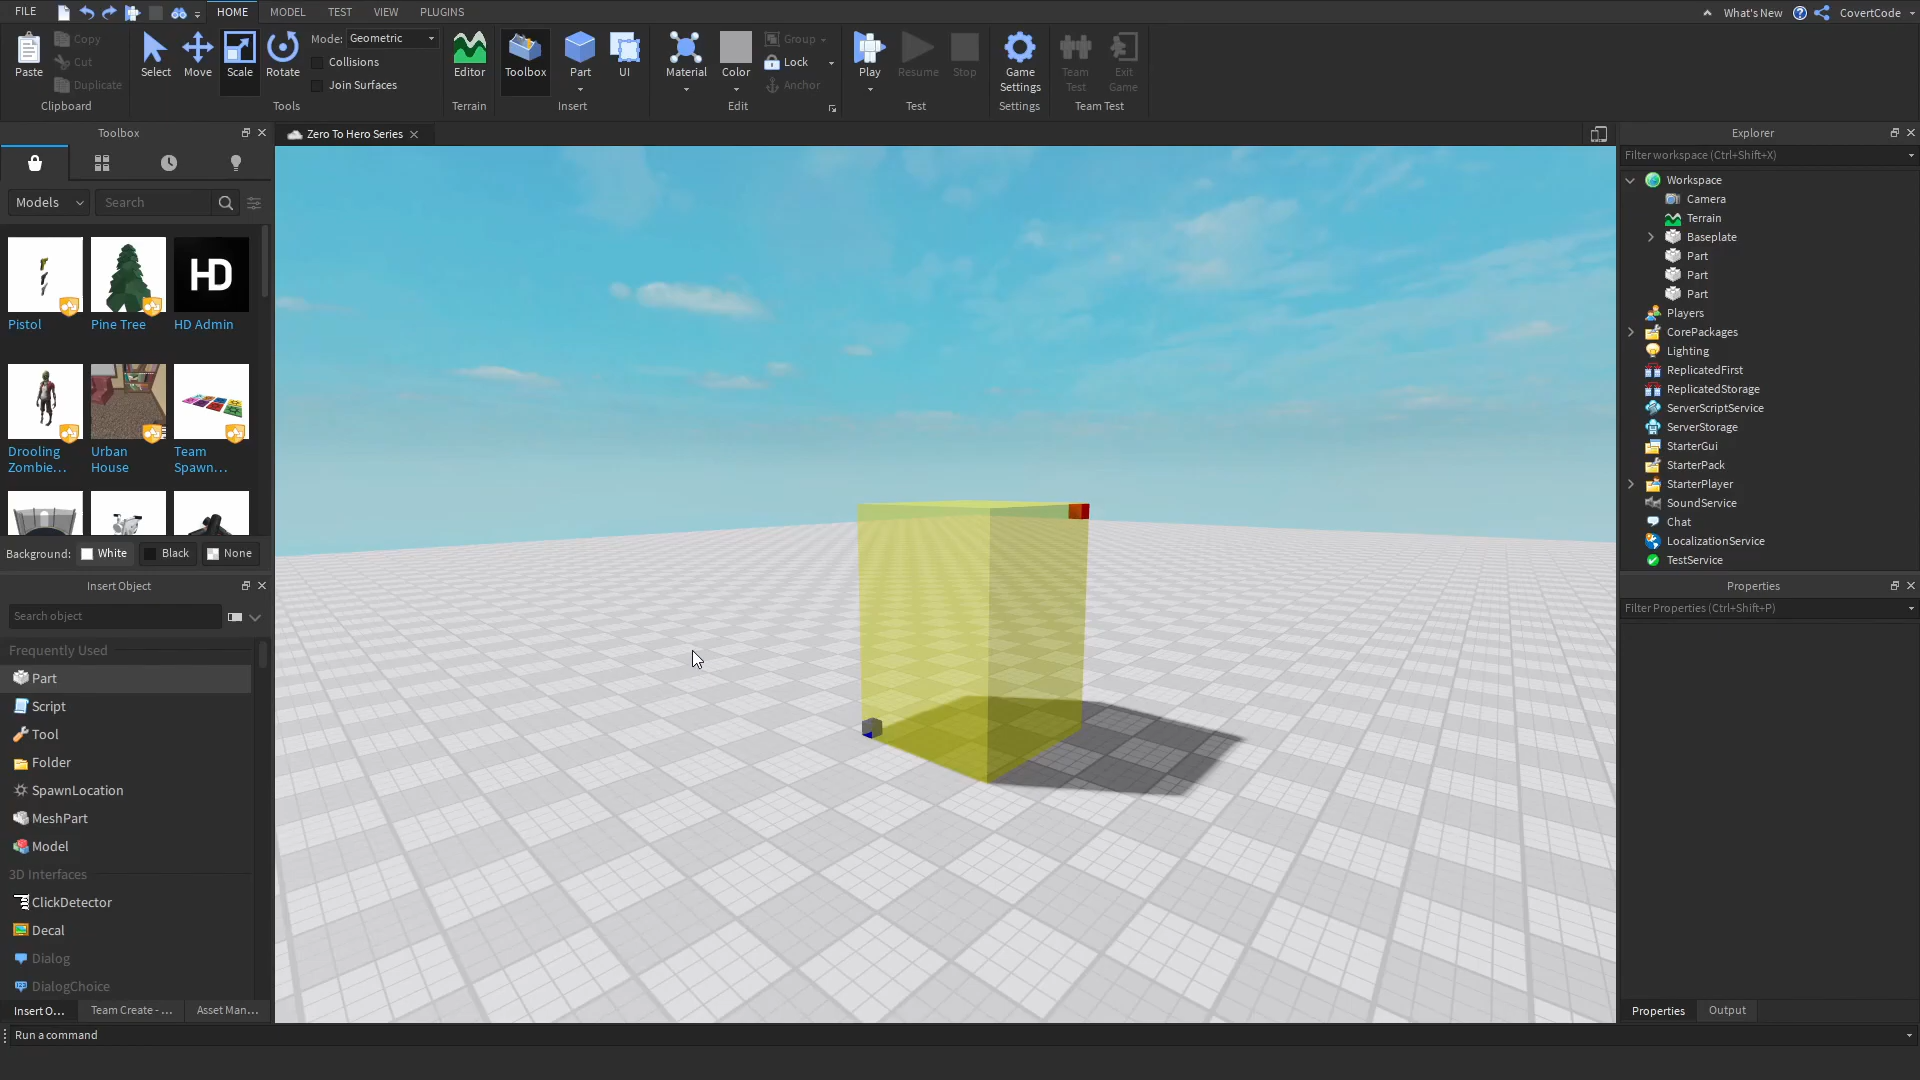 FILE
HOME
MODEL
TEST
VIEW
PLUGINS
What's New
CovertCode
Paste
Copy
Cut
Duplicate
Clipboard
Select
Move
Scale
Rotate
Mode: Geometric
Collisions
Join Surfaces
Tools
Editor
Terrain
Toolbox
Part
UI
Insert
Material
Color
Group
Lock
Anchor
Edit
Play
Resume
Stop
Test
Game
Settings
Settings
Team
Test
Exit
Game
Team Test
Toolbox
Models
Search
Pistol
Pine Tree
HD
HD Admin
Drooling
Zombie...
Urban
House
Team
Spawn...
Background: White Black None
Insert Object
Search object
Frequently Used
Part
Script
Tool
Folder
SpawnLocation
MeshPart
Model
3D Interfaces
ClickDetector
Decal
Dialog
DialogChoice
Insert O...
Team Create - ...
Asset Man...
Run a command
Zero To Hero Series
Explorer
Filter workspace (Ctrl+Shift+X)
Workspace
Camera
Terrain
Baseplate
Part
Part
Part
Players
CorePackages
Lighting
ReplicatedFirst
ReplicatedStorage
ServerScriptService
ServerStorage
StarterGui
StarterPack
StarterPlayer
SoundService
Chat
LocalizationService
TestService
Properties
Filter Properties (Ctrl+Shift+P)
Properties
Output